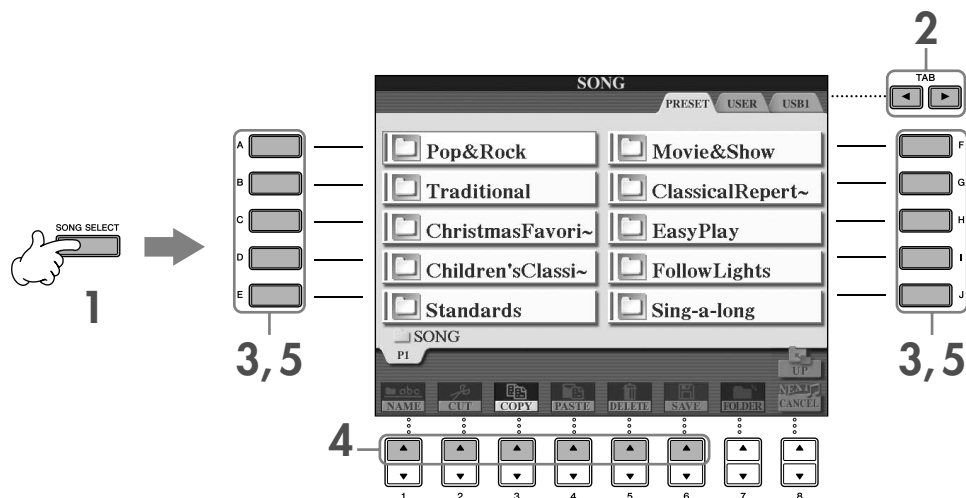 2
TAB
SONG
PRESET USER USB1
A Pop&Rock Movie&Show F
B Traditional ClassicalRepert~ G
SONG SELECT
C ChristmasFavori~ EasyPlay H
D Children'sClassi~ FollowLights I
E Standards Sing-a-long J
1
SONG
P1
3, 5
3, 5
UP
abc
NEXT
NAME CUT COPY PASTE DELETE SAVE FOLDER CANCEL
4
1 2 3 4 5 6 7 8